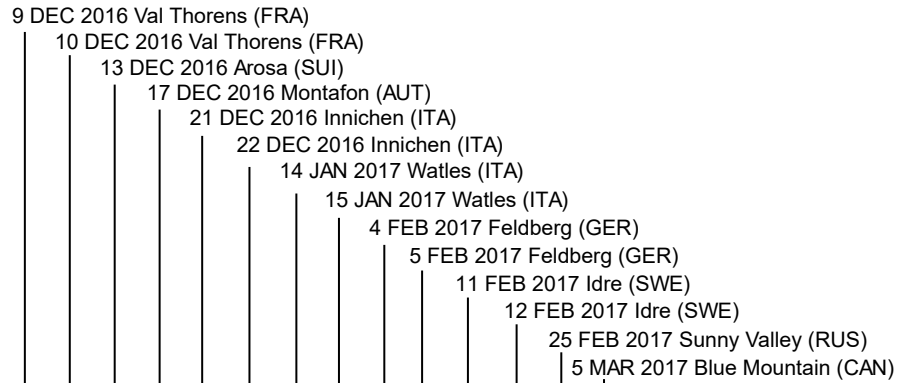 9 DEC 2016 Val Thorens (FRA)
10 DEC 2016 Val Thorens (FRA)
13 DEC 2016 Arosa (SUI)
17 DEC 2016 Montafon (AUT)
21 DEC 2016 Innichen (ITA)
22 DEC 2016 Innichen (ITA)
14 JAN 2017 Watles (ITA)
15 JAN 2017 Watles (ITA)
4 FEB 2017 Feldberg (GER)
5 FEB 2017 Feldberg (GER)
11 FEB 2017 Idre (SWE)
12 FEB 2017 Idre (SWE)
25 FEB 2017 Sunny Valley (RUS)
5 MAR 2017 Blue Mountain (CAN)